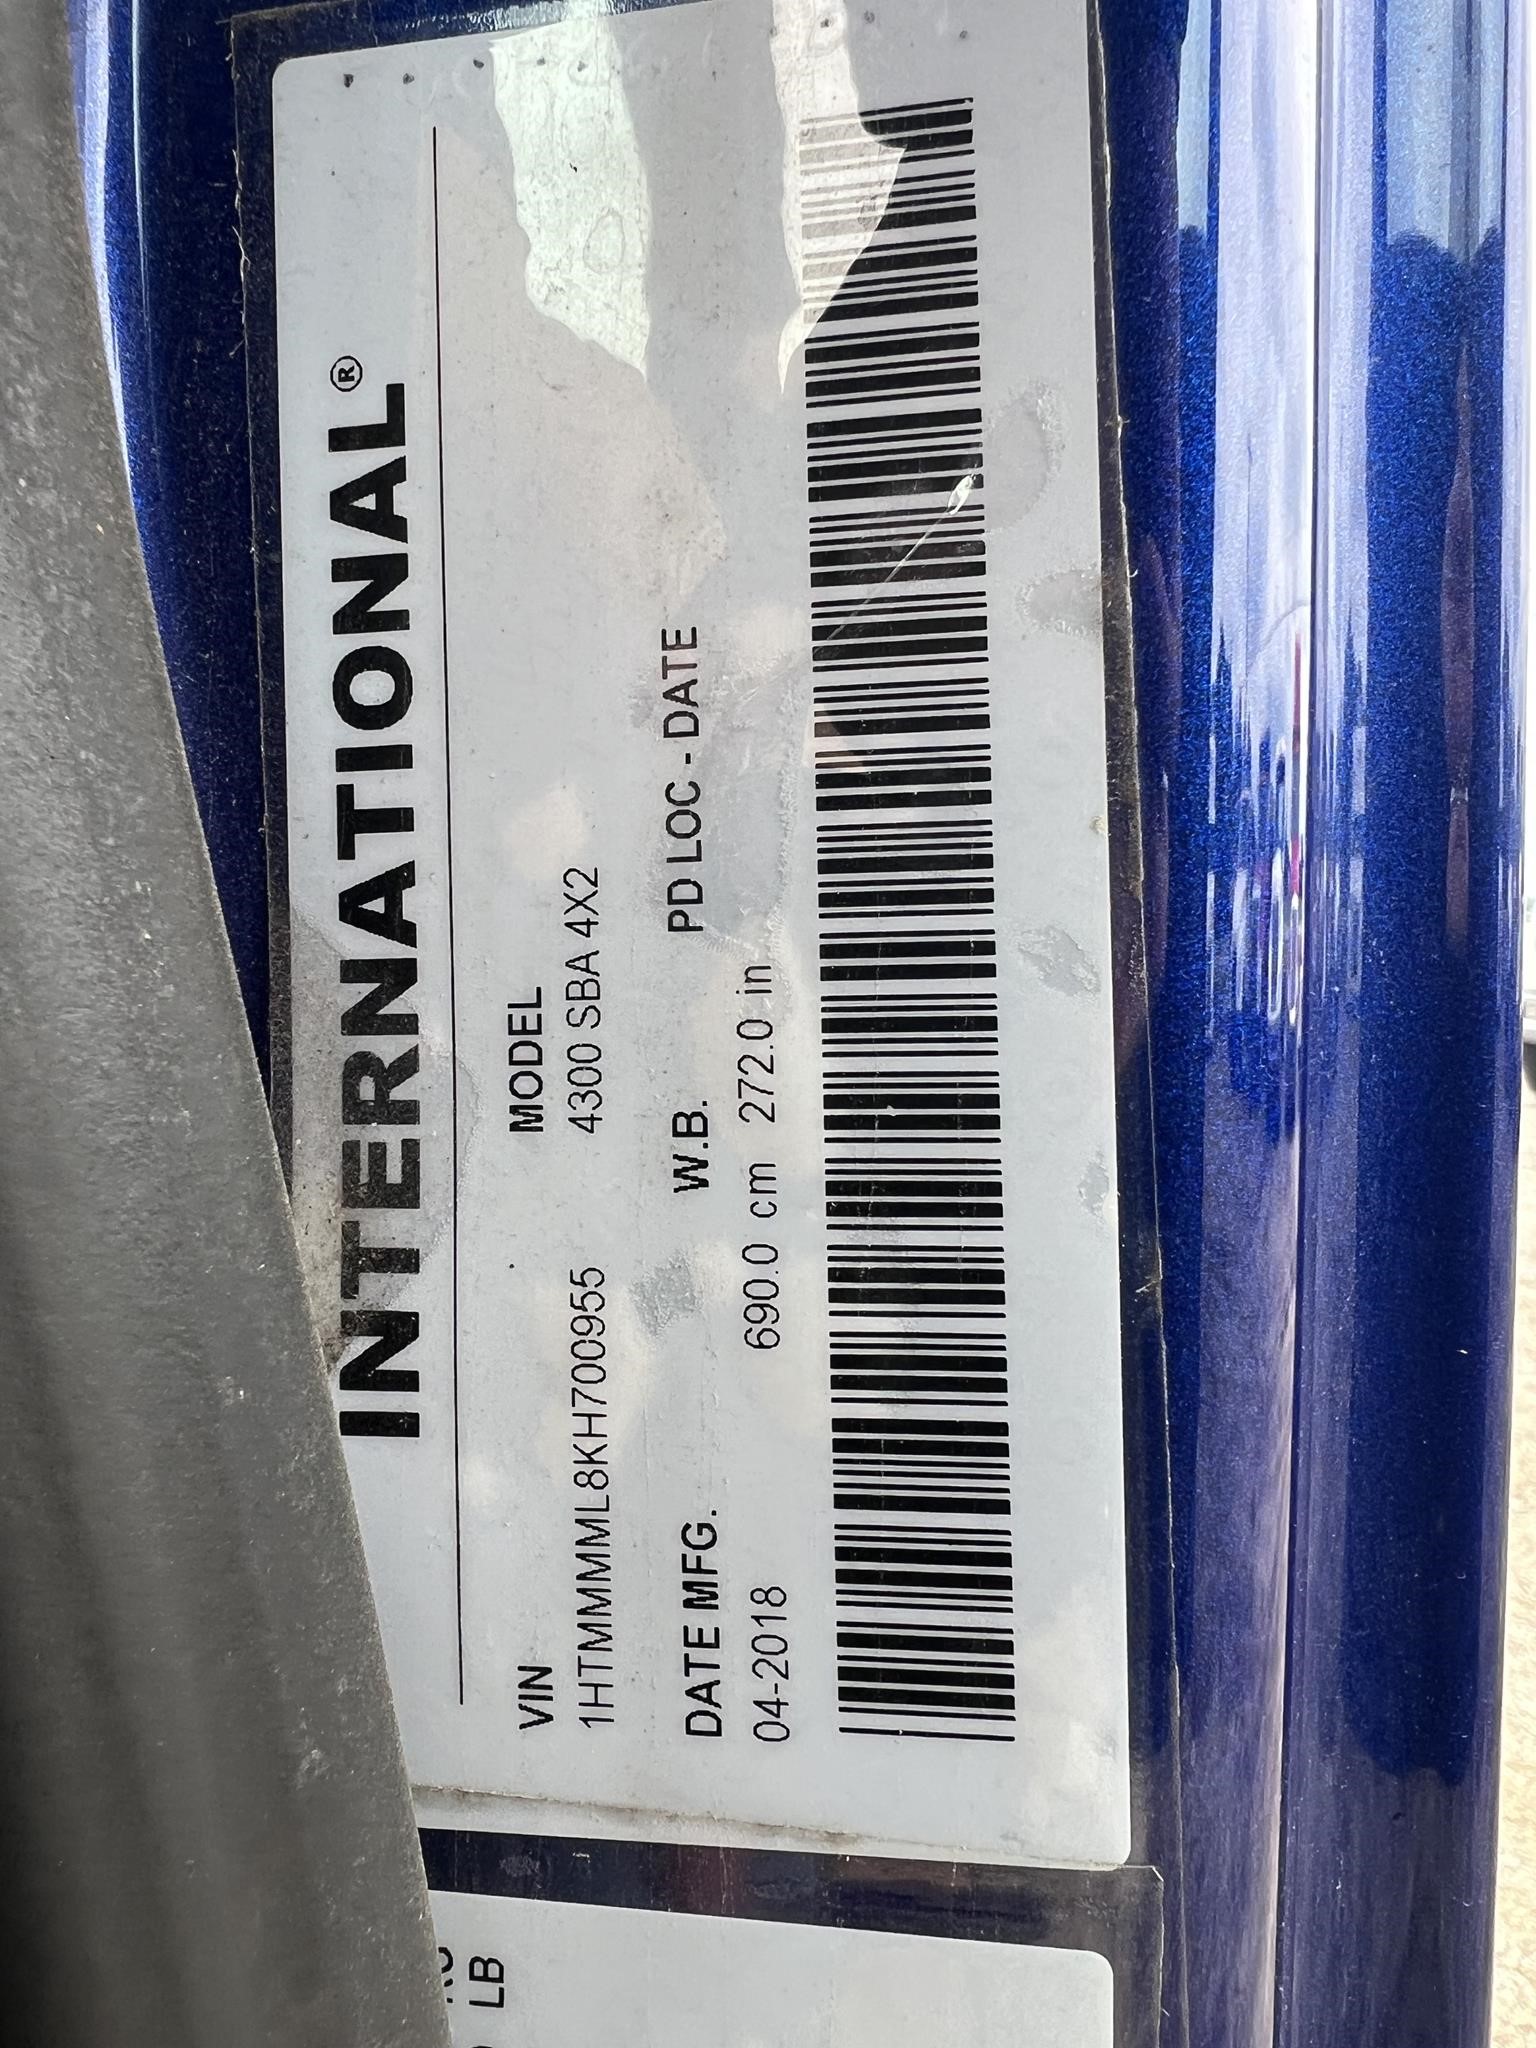 INTERNATIONAL®
VIN MODEL
1HTMMMML8KH700955 4300 SBA 4X2
DATE MFG. W.B. PD LOC - DATE
04-2018 690.0 cm 272.0 in
LB